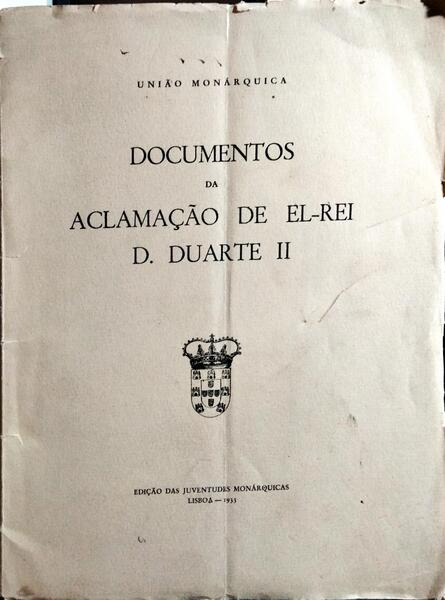 UNIÃO MONÁRQUICA
DOCUMENTOS
DA
ACLAMAÇÃO DE EL-REI
D. DUARTE II
EDIÇÃO DAS JUVENTUDES MONÁRQUICAS
LISBOA — 1933